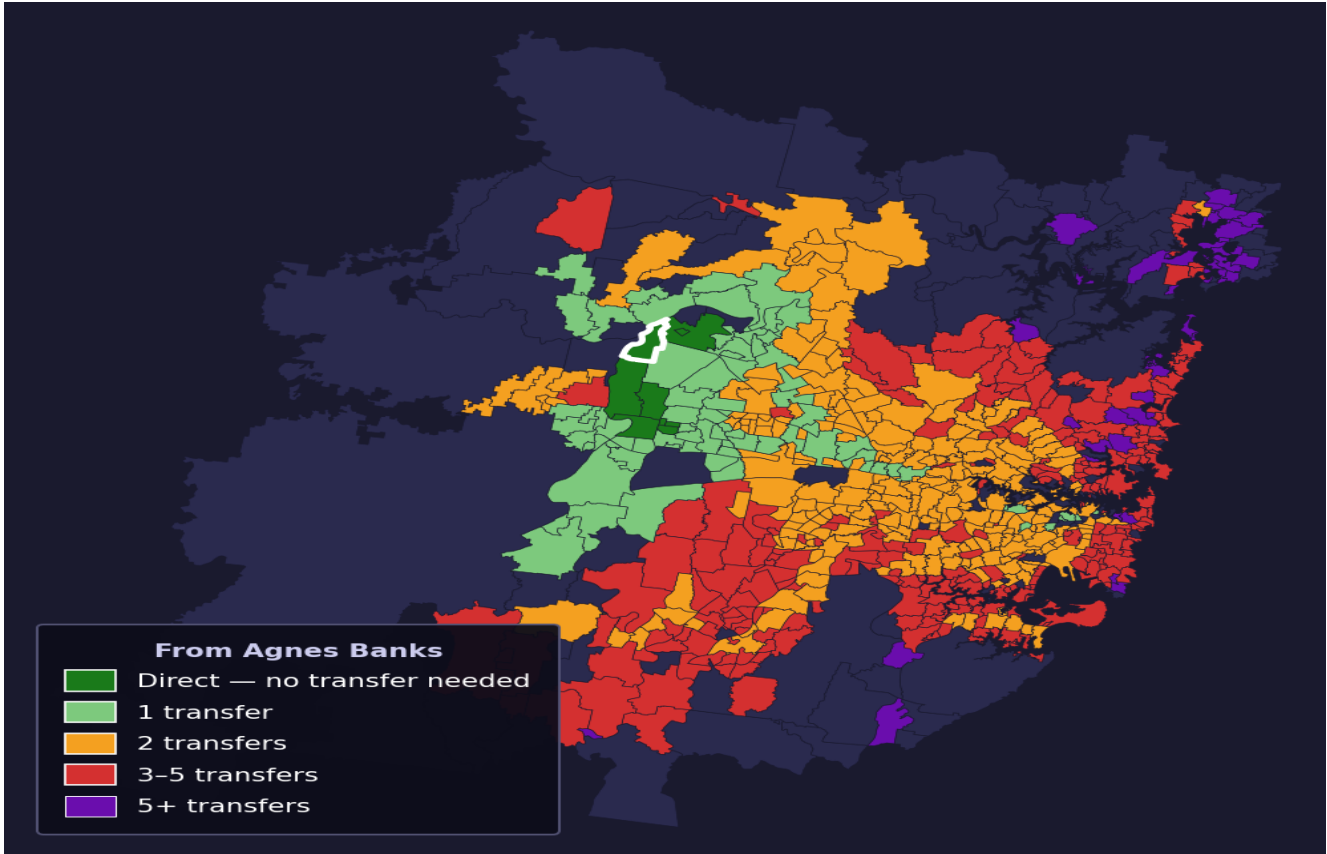 From Agnes Banks
Direct — no transfer needed
1 transfer
2 transfers
3–5 transfers
5+ transfers